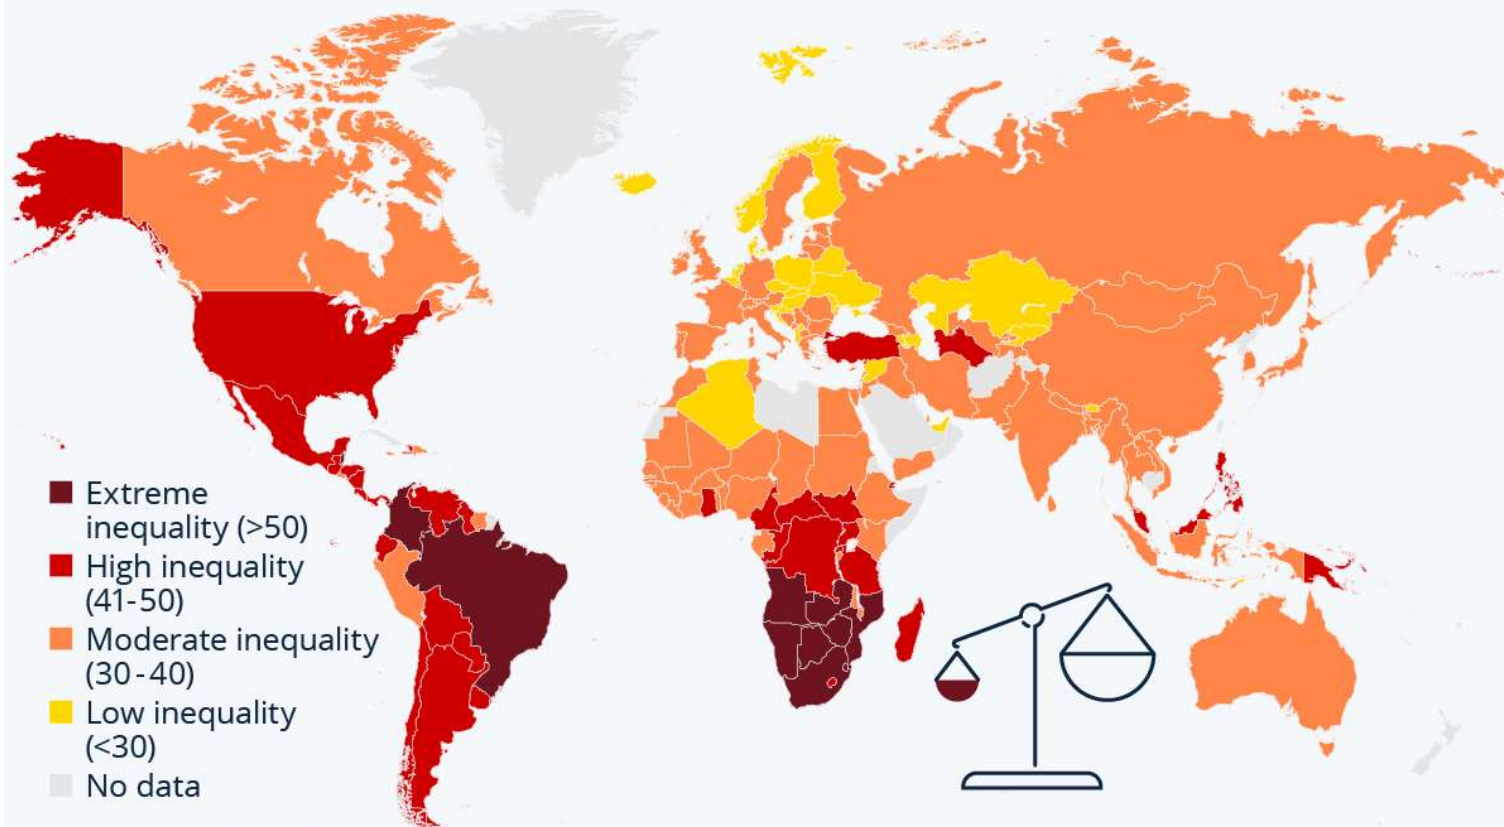 Extreme
inequality (>50)
High inequality
(41-50)
Moderate inequality
(30-40)
Low inequality
(<30)
No data